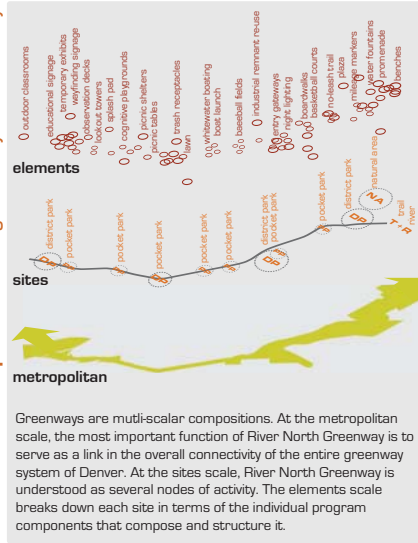 outdoor classrooms
educational signage
temporary exhibits
wayfinding signage
observation decks
lookout towers
splash pad
cognitive playgrounds
picnic shelters
picnic tables
trash receptacles
lawn
whitewater boating
boat launch
baseball fields
industrial remnant re-use
entry gateways
night lighting
boardwalks
basketball courts
no-leash trail
plaza
mileage markers
water fountains
promenade
benches
elements
district park
pocket park
pocket park
pocket park
pocket park
pocket park
district park
pocket park
pocket park
district park
natural area
trail
river
DP
DP
DP
DP
NA
T+R
sites
metropolitan
Greenways are mutli-scalar compositions. At the metropolitan
scale, the most important function of River North Greenway is to
serve as a link in the overall connectivity of the entire greenway
system of Denver. At the sites scale, River North Greenway is
understood as several nodes of activity. The elements scale
breaks down each site in terms of the individual program
components that compose and structure it.